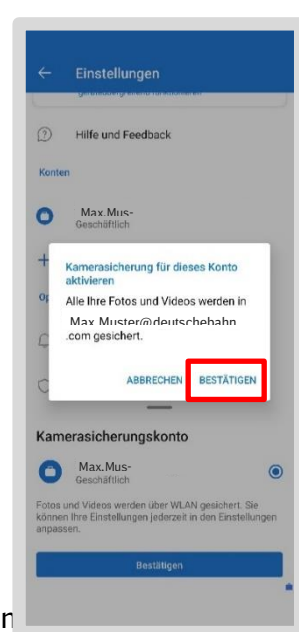 Einstellungen
Hilfe und Feedback
Konten
Max.Mus-
Geschäftlich
Kamerasicherung für dieses Konto
aktivieren
Alle Ihre Fotos und Videos werden in
Max.Muster@deutschebahn
.com gesichert.
ABBRECHEN BESTÄTIGEN
Kamerasicherungskonto
Max.Mus-
Geschäftlich
Fotos und Videos werden über WLAN gesichert. Sie
können Ihre Einstellungen jederzeit in den Einstellungen
anpassen.
Bestätigen